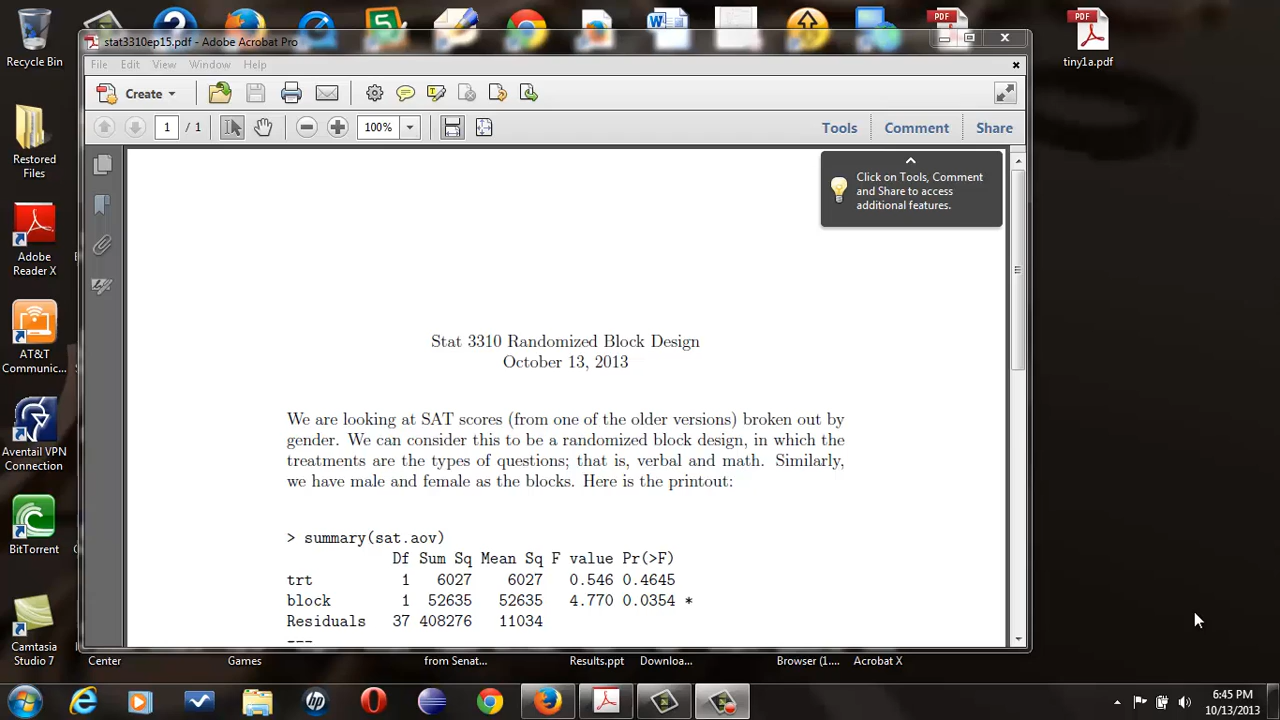 stat3310ep15.pdf - Adobe Acrobat Pro
File Edit View Window Help
Create
1 / 1
100%
Tools
Comment
Share
Click on Tools, Comment
and Share to access
additional features.
Stat 3310 Randomized Block Design
October 13, 2013
We are looking at SAT scores (from one of the older versions) broken out by
gender. We can consider this to be a randomized block design, in which the
treatments are the types of questions; that is, verbal and math. Similarly,
we have male and female as the blocks. Here is the printout:
> summary(sat.aov)
Df Sum Sq Mean Sq F value Pr(>F)
trt 1 6027 6027 0.546 0.4645
block 1 52635 52635 4.770 0.0354 *
Residuals 37 408276 11034
---
Recycle Bin
Restored
Files
Adobe
Reader X
AT&T
Communic...
Aventail VPN
Connection
BitTorrent
Camtasia
Studio 7
PDF
PDF
tiny1a.pdf
Center
Games
from Senat...
Results.ppt
Downloa...
Browser (1....
Acrobat X
6:45 PM
10/13/2013